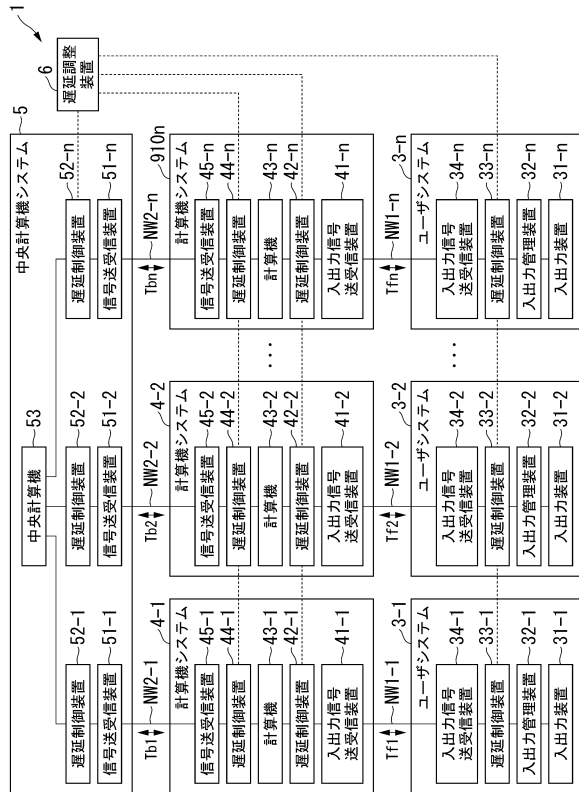 1
遅延調整
装置
6
中央計算機システム
5
中央計算機
53
遅延制御装置
52-1
信号送受信装置
51-1
遅延制御装置
52-2
信号送受信装置
51-2
遅延制御装置
52-n
信号送受信装置
51-n
Tb1
NW2-1
Tb2
NW2-2
Tbn
NW2-n
計算機システム
4-1
信号送受信装置
45-1
遅延制御装置
44-1
計算機
43-1
遅延制御装置
42-1
入出力信号
送受信装置
41-1
計算機システム
4-2
信号送受信装置
45-2
遅延制御装置
44-2
計算機
43-2
遅延制御装置
42-2
入出力信号
送受信装置
41-2
...
計算機システム
910n
信号送受信装置
45-n
遅延制御装置
44-n
計算機
43-n
遅延制御装置
42-n
入出力信号
送受信装置
41-n
Tf1
NW1-1
Tf2
NW1-2
Tfn
NW1-n
ユーザシステム
3-1
入出力信号
送受信装置
34-1
遅延制御装置
33-1
入出力管理装置
32-1
入出力装置
31-1
ユーザシステム
3-2
入出力信号
送受信装置
34-2
遅延制御装置
33-2
入出力管理装置
32-2
入出力装置
31-2
...
ユーザシステム
3-n
入出力信号
送受信装置
34-n
遅延制御装置
33-n
入出力管理装置
32-n
入出力装置
31-n